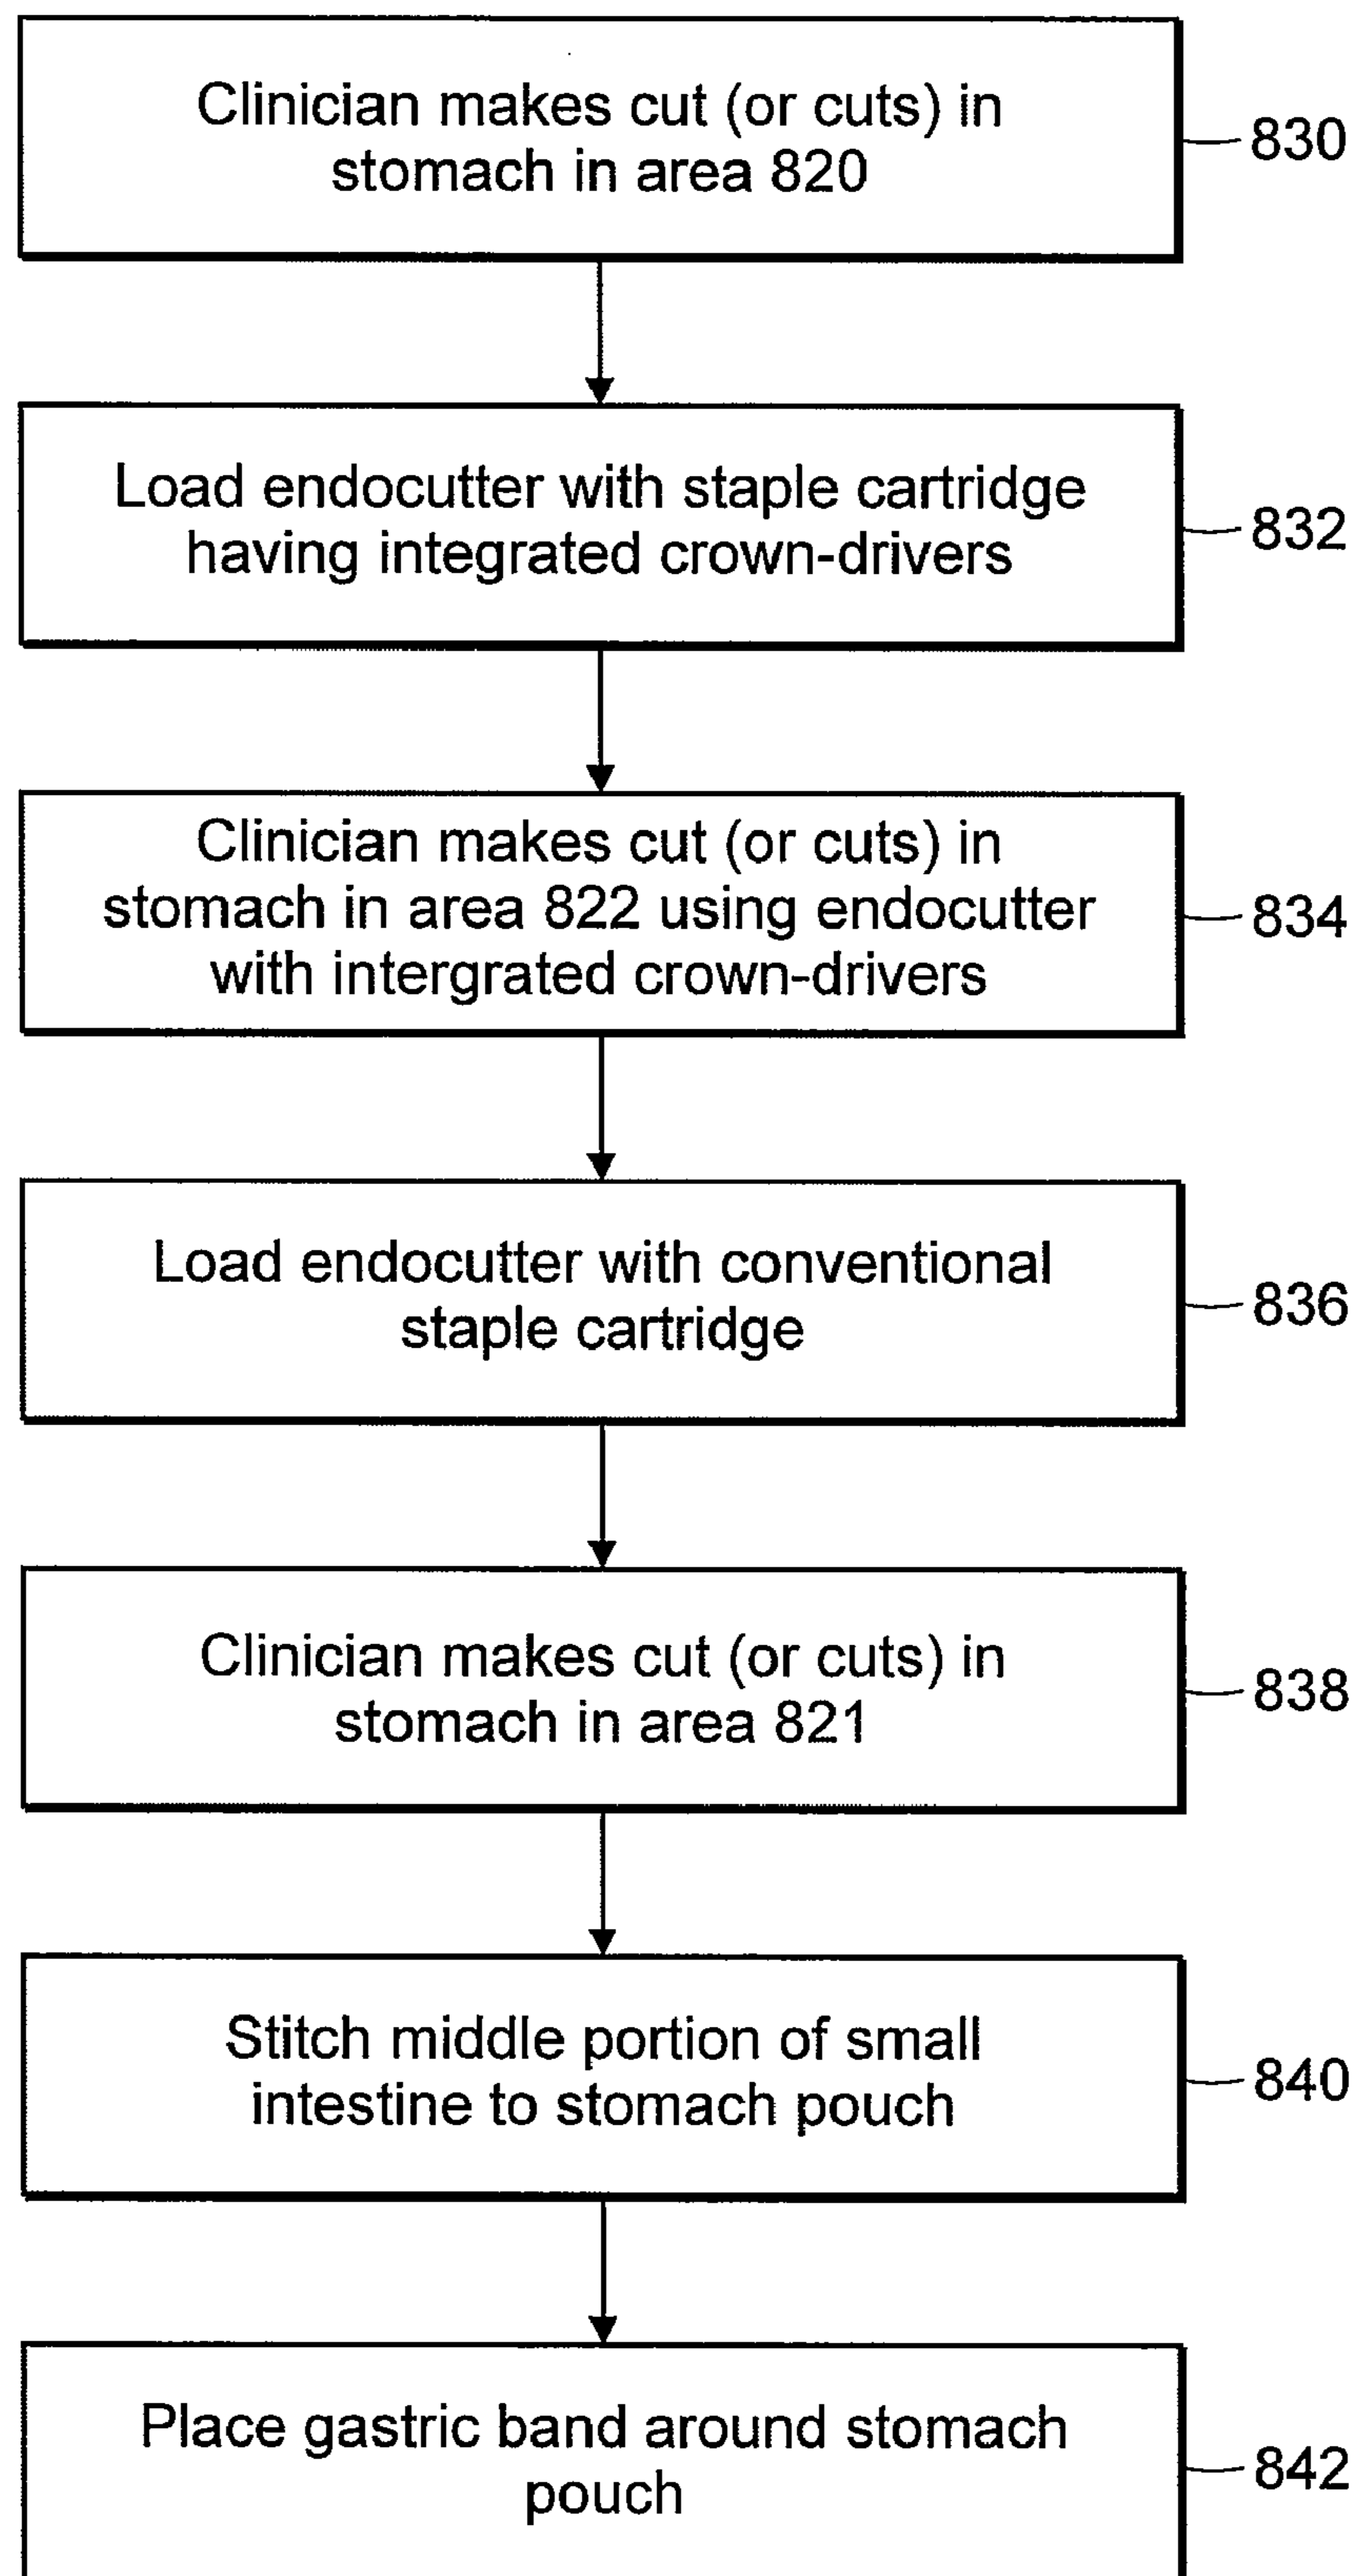 Clinician makes cut (or cuts) in
stomach in area 820
830
Load endocutter with staple cartridge
having integrated crown-drivers
832
Clinician makes cut (or cuts) in
stomach in area 822 using endocutter
with intergrated crown-drivers
834
Load endocutter with conventional
staple cartridge
836
Clinician makes cut (or cuts) in
stomach in area 821
838
Stitch middle portion of small
intestine to stomach pouch
840
Place gastric band around stomach
pouch
842